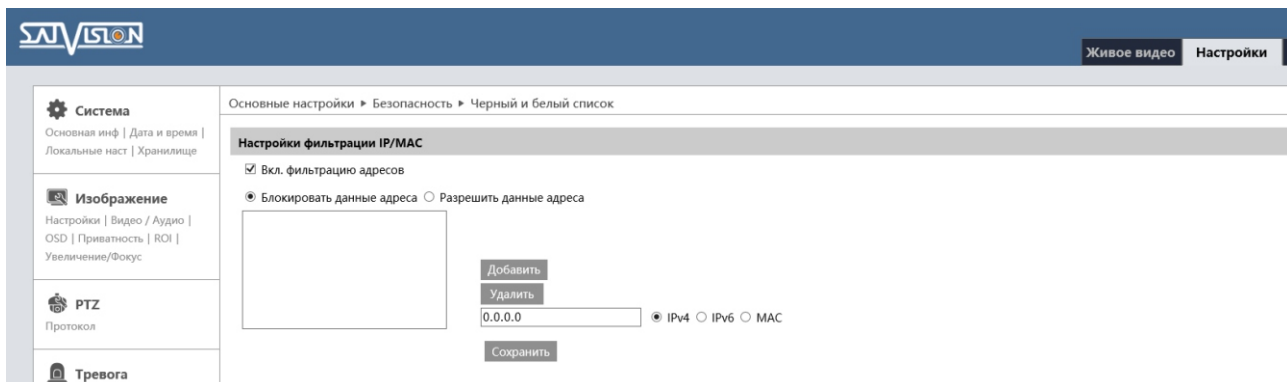 SATVISION
Живое видео Настройки
Система
Основная инф | Дата и время |
Локальные наст | Хранилище
Изображение
Настройки | Видео / Аудио |
OSD | Приватность | ROI |
Увеличение/Фокус
PTZ
Протокол
Тревога
Основные настройки ▸ Безопасность ▸ Черный и белый список
Настройки фильтрации IP/MAC
Вкл. фильтрацию адресов
Блокировать данные адреса Разрешить данные адреса
Добавить
Удалить
0.0.0.0 IPv4 IPv6 MAC
Сохранить